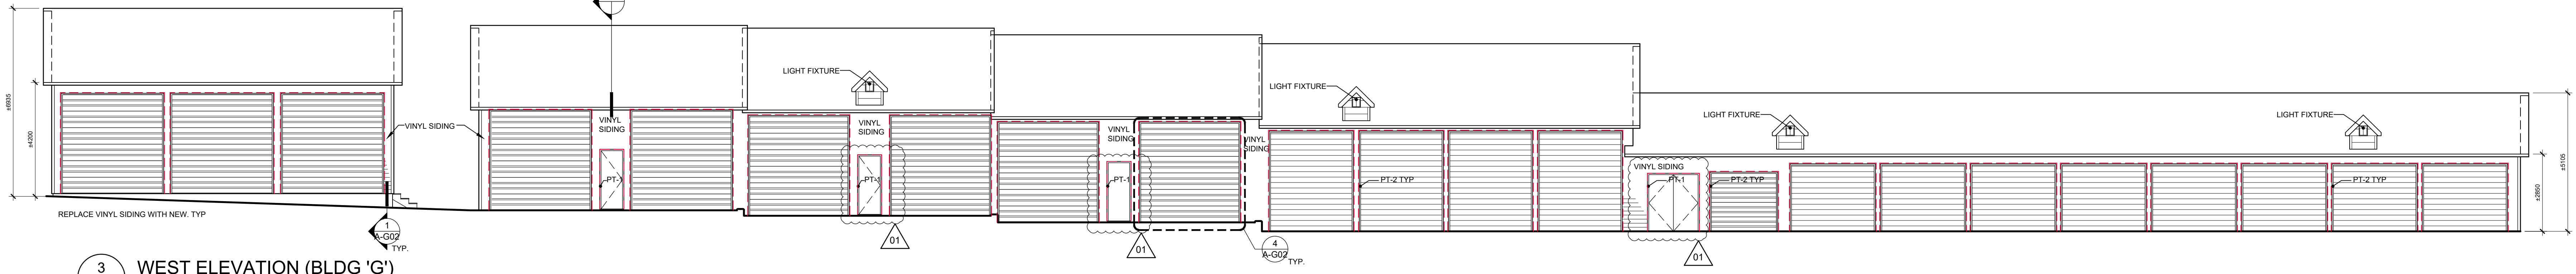 ±6935
±4200
REPLACE VINYL SIDING WITH NEW. TYP
1
A-G02
TYP.
VINYL SIDING
VINYL
SIDING
PT-1
LIGHT FIXTURE
VINYL
SIDING
PT-1
01
VINYL
SIDING
PT-1
01
VINYL
SIDING
4
A-G02
TYP.
LIGHT FIXTURE
PT-2 TYP
VINYL SIDING
PT-1
01
PT-2 TYP
LIGHT FIXTURE
LIGHT FIXTURE
PT-2 TYP
±2850
±5105
3
WEST ELEVATION (BLDG 'G')